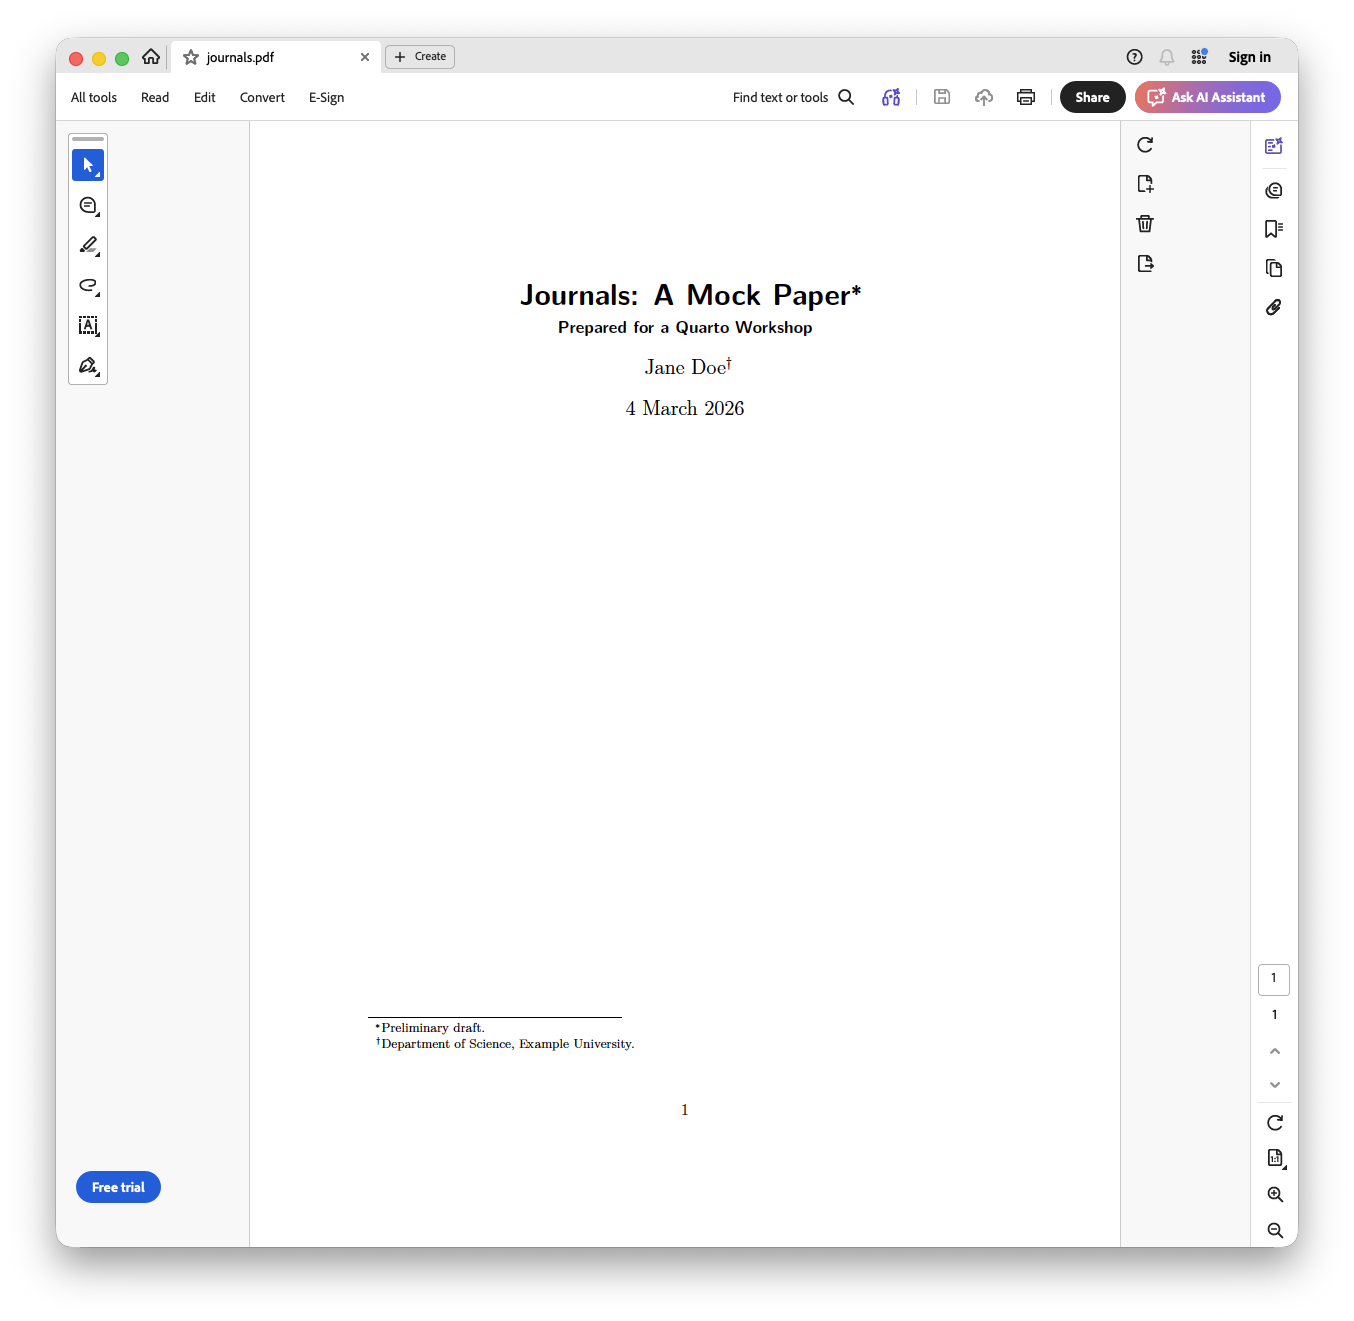 journals.pdf
Create
Sign in
All tools Read Edit Convert E-Sign
Find text or tools
Share
Ask AI Assistant
Journals: A Mock Paper*
Prepared for a Quarto Workshop
Jane Doe†
4 March 2026
*Preliminary draft.
†Department of Science, Example University.
1
1
1
Free trial